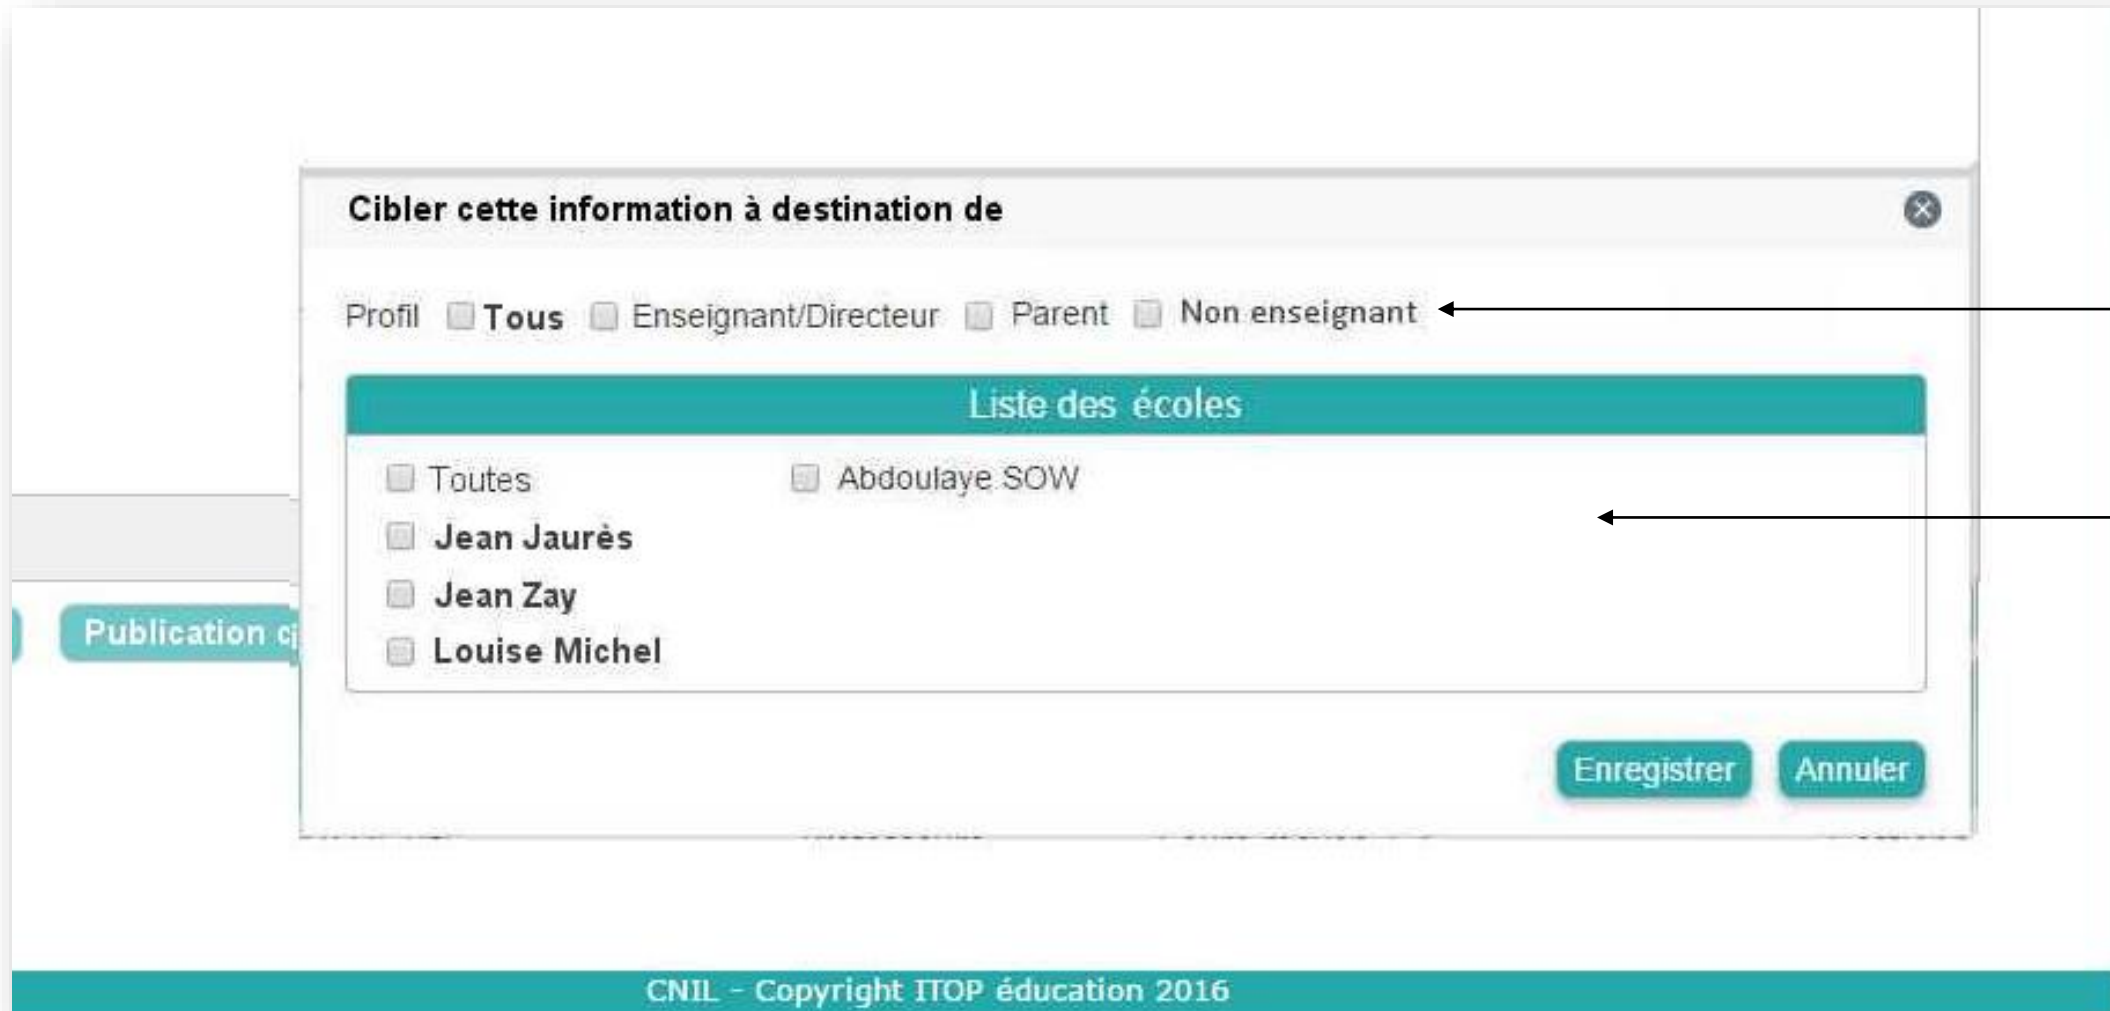 Cibler cette information à destination de
Profil Tous Enseignant/Directeur Parent Non enseignant
Liste des écoles
Toutes Abdoulaye SOW
Jean Jaurès
Jean Zay
Louise Michel
Publication
Enregistrer Annuler
CNIL - Copyright ITOP éducation 2016